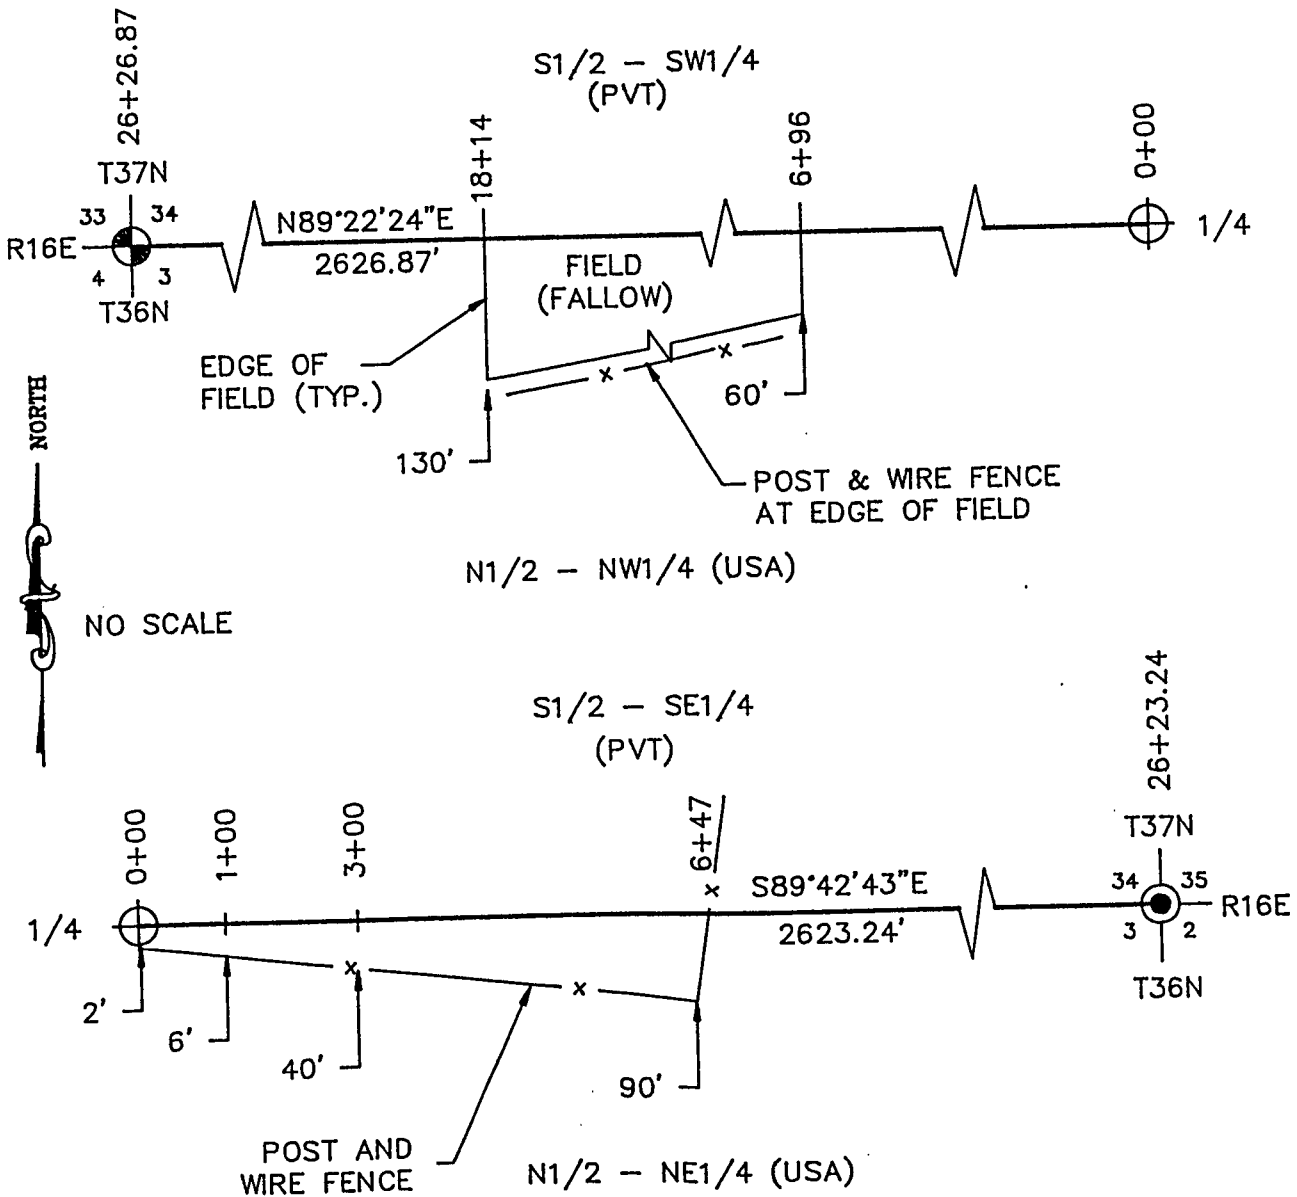 26+26.87
S1/2 – SW1/4
(PVT)
18+14
6+96
0+00
T37N
33 34
R16E
4 3
T36N
N89°22'24"E
2626.87'
1/4
FIELD
(FALLOW)
EDGE OF
FIELD (TYP.)
60'
130'
POST & WIRE FENCE
AT EDGE OF FIELD
NORTH
N1/2 – NW1/4 (USA)
NO SCALE
S1/2 – SE1/4
(PVT)
26+23.24
0+00
1+00
3+00
6+47
T37N
34 35
R16E
3 2
T36N
1/4
S89°42'43"E
2623.24'
2'
6'
40'
90'
POST AND
WIRE FENCE
N1/2 – NE1/4 (USA)